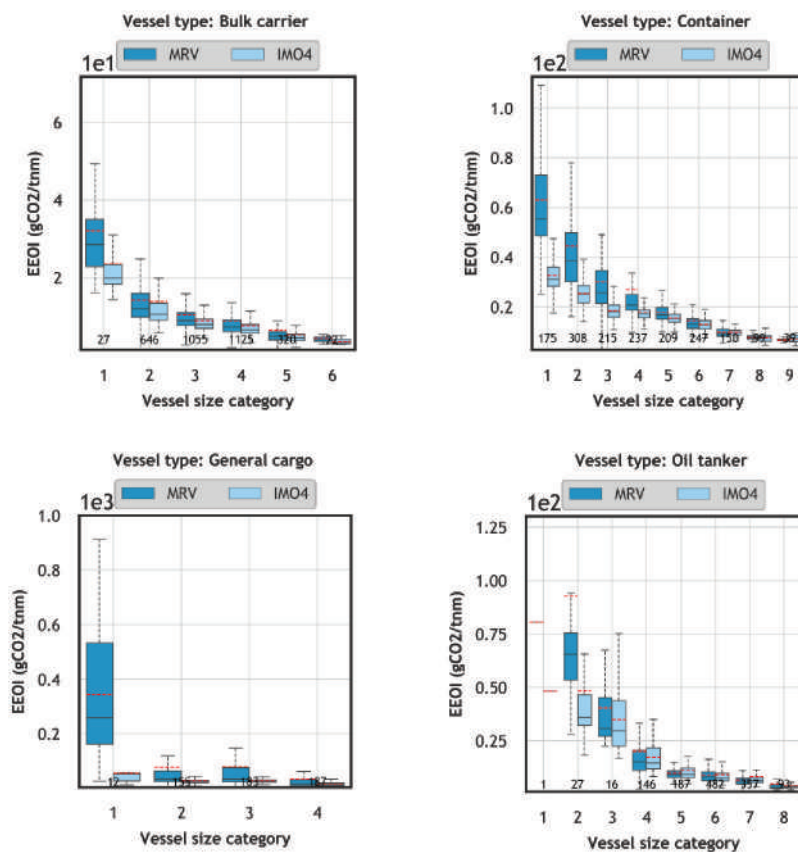 Vessel type: Bulk carrier
MRV IMO4
1e1
6
4
2
EEOI (gCO2/tnm)
27 646 1055 1125 320 92
1 2 3 4 5 6
Vessel size category
Vessel type: Container
MRV IMO4
1e2
1.0
0.8
0.6
0.4
0.2
EEOI (gCO2/tnm)
175 308 215 237 209 247 150
1 2 3 4 5 6 7 8 9
Vessel size category
Vessel type: General cargo
MRV IMO4
1e3
1.0
0.8
0.6
0.4
0.2
EEOI (gCO2/tnm)
12 155 183 187
1 2 3 4
Vessel size category
Vessel type: Oil tanker
MRV IMO4
1e2
1.25
1.00
0.75
0.50
0.25
EEOI (gCO2/tnm)
1 27 16 146 487 482 357
1 2 3 4 5 6 7 8
Vessel size category